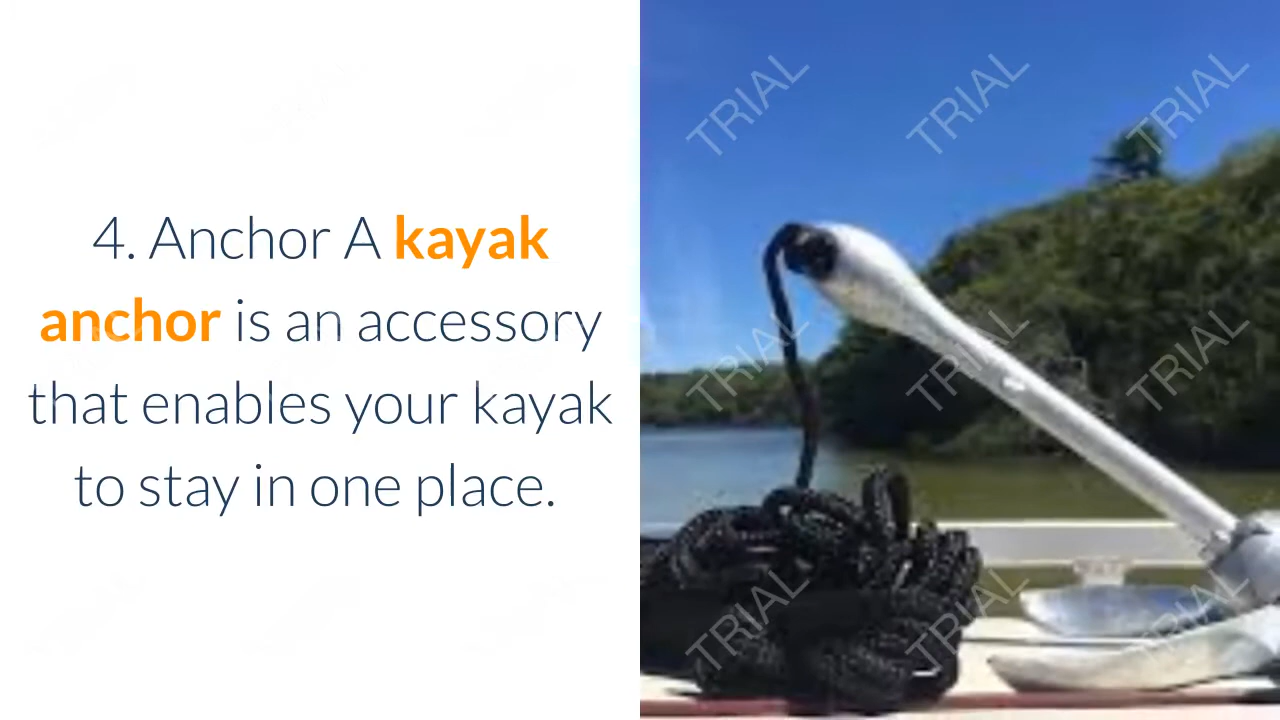 4. Anchor A kayak
anchor is an accessory
that enables your kayak
to stay in one place.
TRIAL TRIAL TRIAL
TRIAL TRIAL TRIAL
TRIAL TRIAL TRIAL